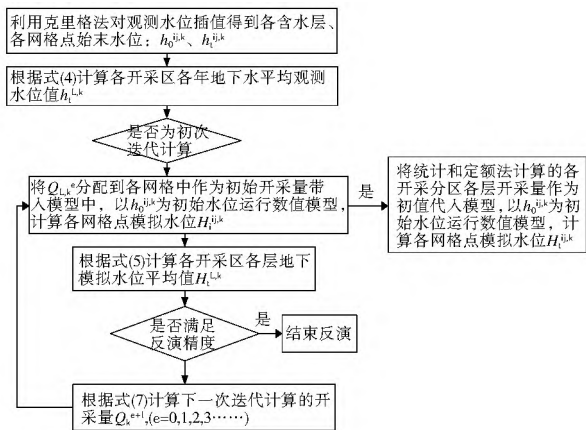 利用克里格法对观测水位插值得到各含水层、
各网格点始末水位：h₀ⁱʲ·ᵏ、hₜⁱʲ·ᵏ
根据式(4)计算各开采区各年地下水平均观测
水位值hₜᴸ·ᵏ
是否为初次
迭代计算
将Q_{L,k}^e分配到各网格中作为初始开采量带
入模型中，以h₀ⁱʲ·ᵏ为初始水位运行数值模型，
计算各网格点模拟水位Hₜⁱʲ·ᵏ
是
将统计和定额法计算的各
开采分区各层开采量作为
初值代入模型，以h₀ⁱʲ·ᵏ为初
始水位运行数值模型，计
算各网格点模拟水位Hₜⁱʲ·ᵏ
根据式(5)计算各开采区各层地下
模拟水位平均值Hₜᴸ·ᵏ
是否满足
反演精度
是
结束反演
根据式(7)计算下一次迭代计算的开
采量Q_k^{e+1},(e=0,1,2,3……)